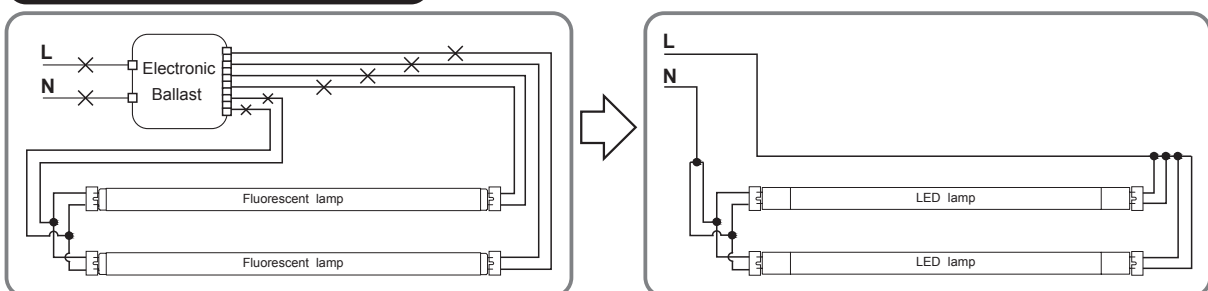 L
Electronic
N
Ballast
Fluorescent lamp
Fluorescent lamp
L
N
LED lamp
LED lamp